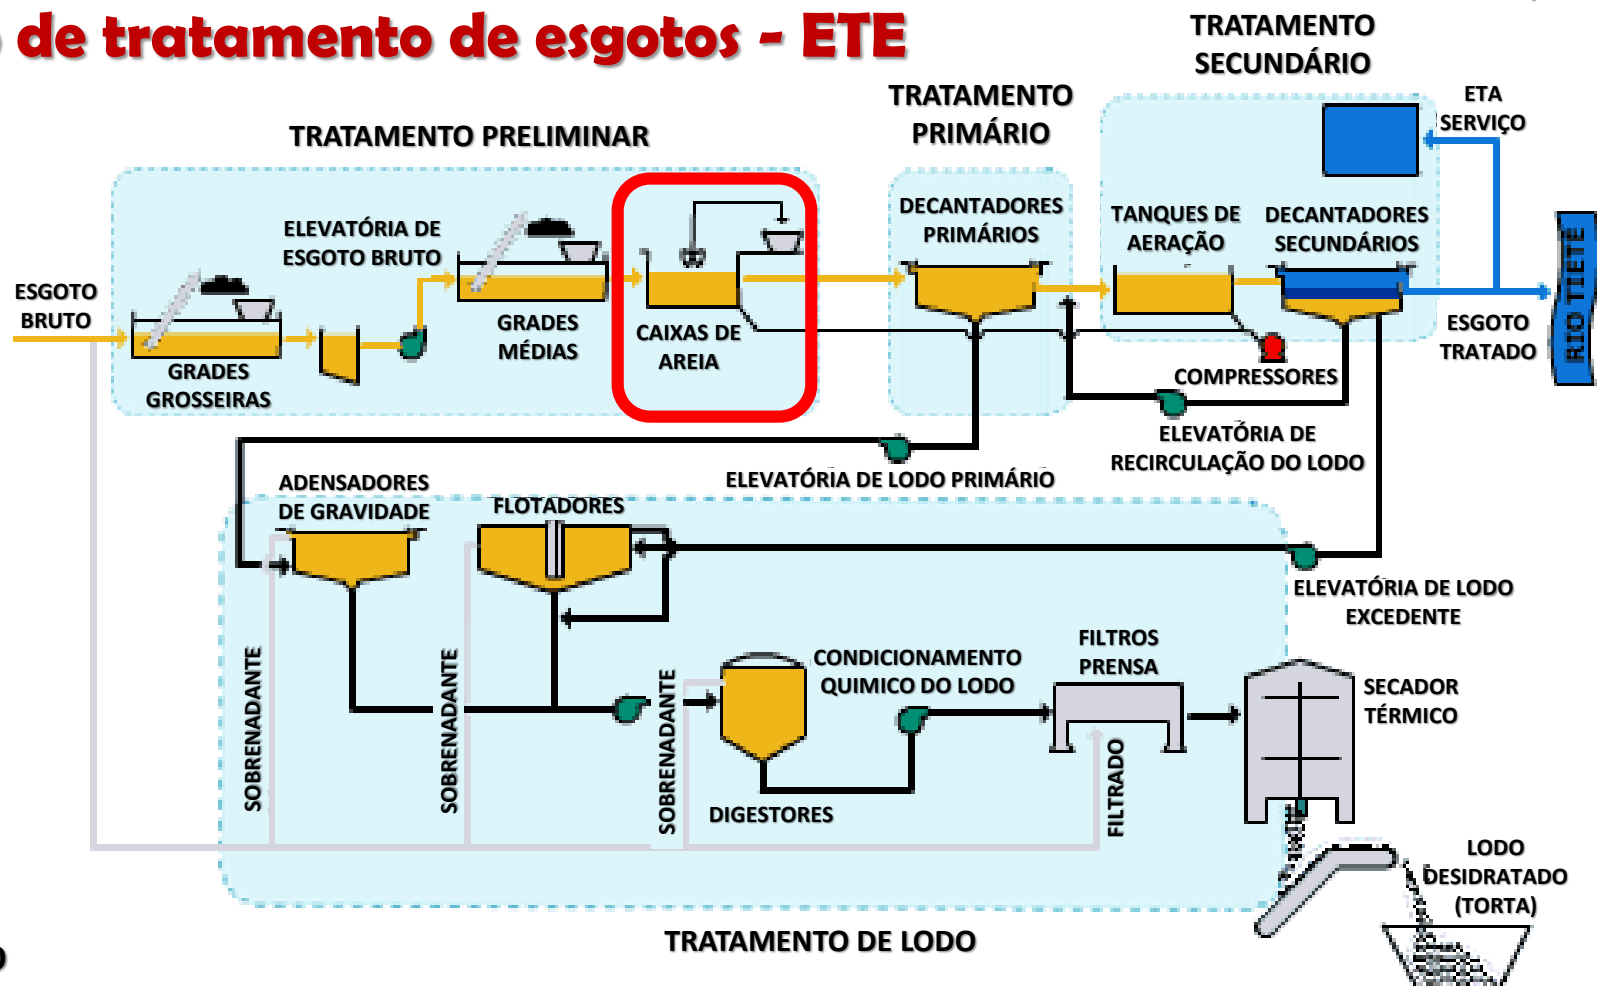 de tratamento de esgotos - ETE
TRATAMENTO
SECUNDÁRIO
TRATAMENTO
PRIMÁRIO
TRATAMENTO PRELIMINAR
ETA
SERVIÇO
ELEVATÓRIA DE
ESGOTO BRUTO
DECANTADORES
PRIMÁRIOS
TANQUES DE
AERAÇÃO
DECANTADORES
SECUNDÁRIOS
ESGOTO
BRUTO
GRADES
GROSSEIRAS
GRADES
MÉDIAS
CAIXAS DE
AREIA
COMPRESSORES
ESGOTO
TRATADO
RIO TIETÊ
ELEVATÓRIA DE
RECIRCULAÇÃO DO LODO
ELEVATÓRIA DE LODO PRIMÁRIO
ADENSADORES
DE GRAVIDADE
FLOTADORES
ELEVATÓRIA DE LODO
EXCEDENTE
SOBRENADANTE
SOBRENADANTE
SOBRENADANTE
CONDICIONAMENTO
QUIMICO DO LODO
FILTROS
PRENSA
SECADOR
TÉRMICO
DIGESTORES
FILTRADO
LODO
DESIDRATADO
(TORTA)
TRATAMENTO DE LODO